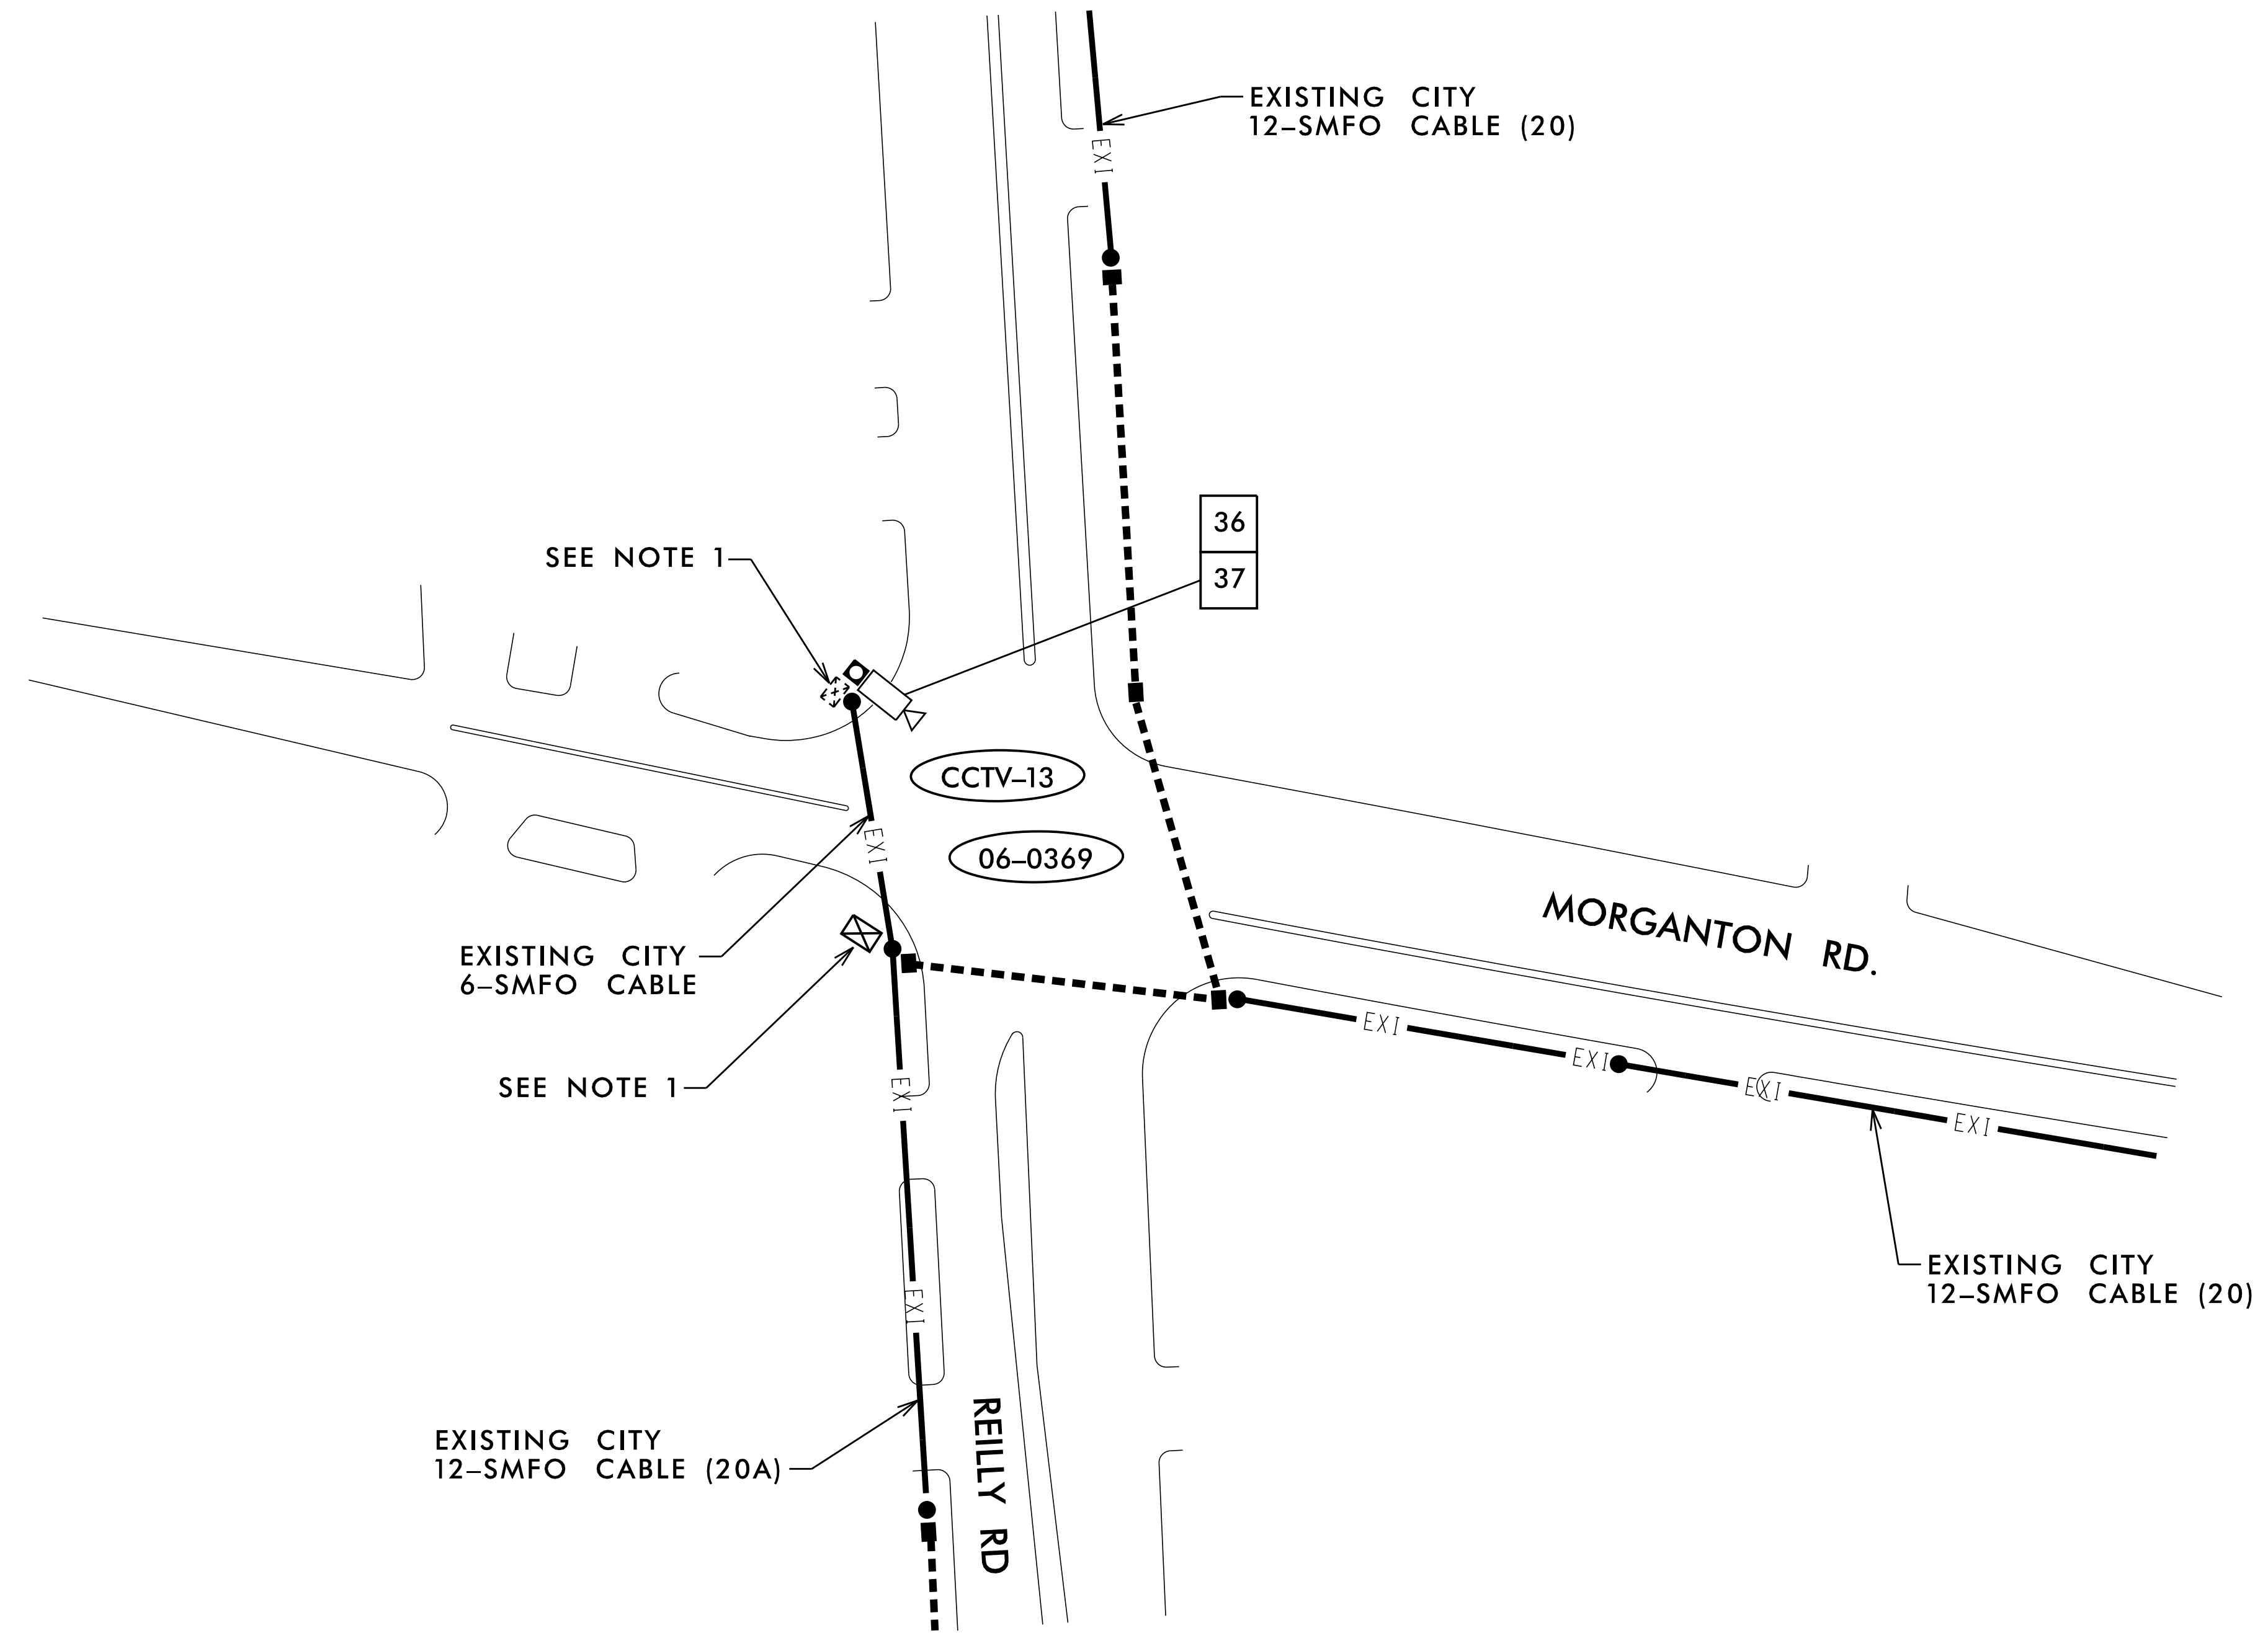 EXISTING CITY
12-SMFO CABLE (20)
EXI
36
37
SEE NOTE 1
CCTV-13
06-0369
EXI
MORGANTON RD.
EXISTING CITY
6-SMFO CABLE
EXI
EXI
EXI
EXI
SEE NOTE 1
EXI
EXISTING CITY
12-SMFO CABLE (20)
EXI
REILLY RD
EXISTING CITY
12-SMFO CABLE (20A)